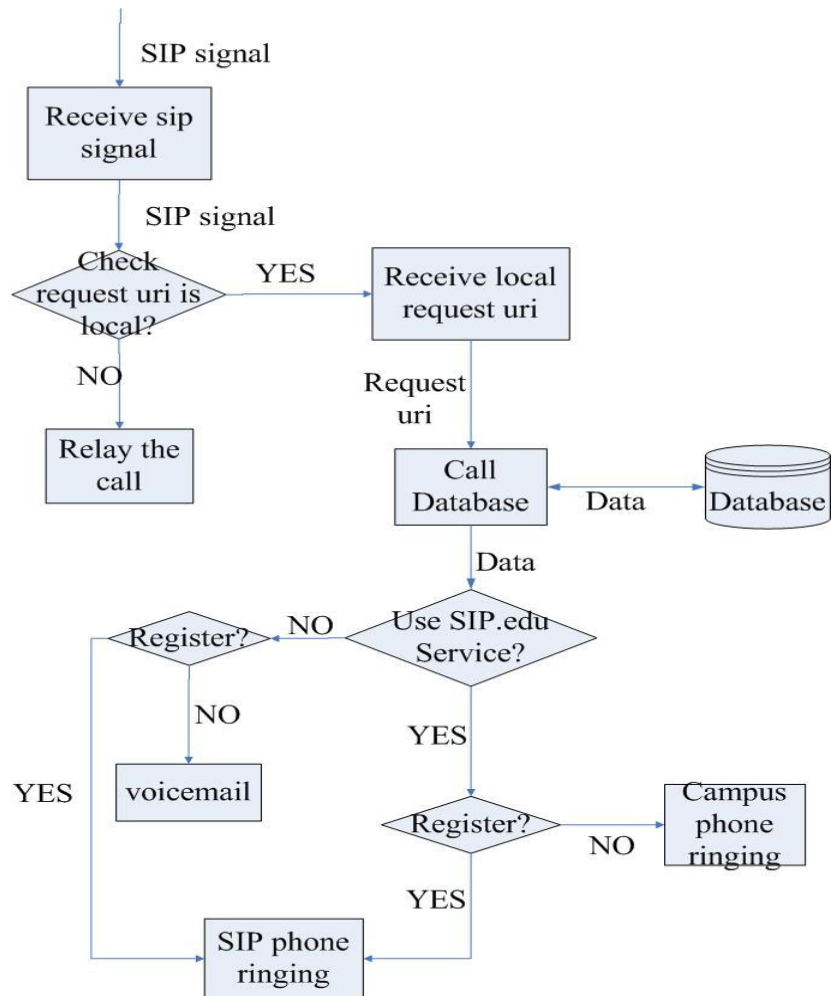 SIP signal
Receive sip
signal
SIP signal
Check
request uri is
local?
YES
Receive local
request uri
NO
Request
uri
Relay the
call
Call
Database
Data
Database
Data
Register?
NO
Use SIP.edu
Service?
NO
YES
YES
voicemail
Register?
NO
Campus
phone
ringing
YES
SIP phone
ringing